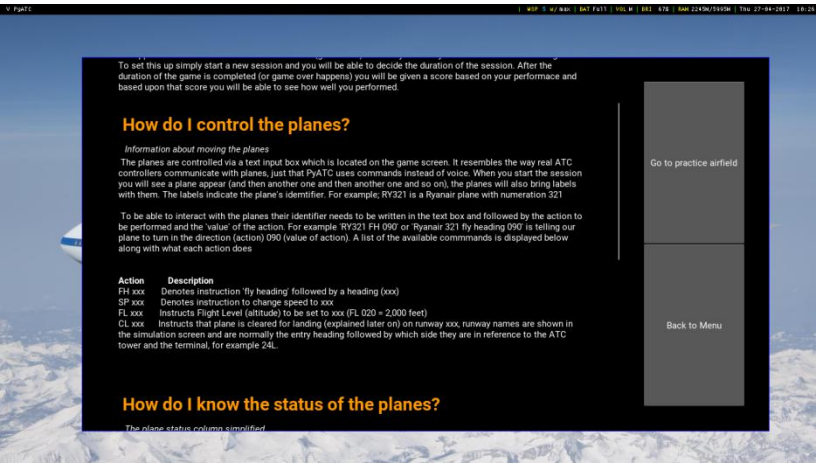 V PyATC
| WSP S w/ max | BAT Full | VOL M | BRI 678 | RAM 2245M/5995M | Thu 27-04-2017 10:26
To set this up simply start a new session and you will be able to decide the duration of the session. After the
duration of the game is completed (or game over happens) you will be given a score based on your performace and
based upon that score you will be able to see how well you performed.
How do I control the planes?
Information about moving the planes
The planes are controlled via a text input box which is located on the game screen. It resembles the way real ATC
controllers communicate with planes, just that PyATC uses commands instead of voice. When you start the session
you will see a plane appear (and then another one and then another one and so on), the planes will also bring labels
with them. The labels indicate the plane's idemtifier. For example; RY321 is a Ryanair plane with numeration 321
To be able to interact with the planes their identifier needs to be written in the text box and followed by the action to
be performed and the 'value' of the action. For example 'RY321 FH 090' or 'Ryanair 321 fly heading 090' is telling our
plane to turn in the direction (action) 090 (value of action). A list of the available commmands is displayed below
along with what each action does
Action Description
FH xxx Denotes instruction 'fly heading' followed by a heading (xxx)
SP xxx Denotes instruction to change speed to xxx
FL xxx Instructs Flight Level (altitude) to be set to xxx (FL 020 = 2,000 feet)
CL xxx Instructs that plane is cleared for landing (explained later on) on runway xxx, runway names are shown in
the simulation screen and are normally the entry heading followed by which side they are in reference to the ATC
tower and the terminal, for example 24L.
How do I know the status of the planes?
The plane status column simplified
Go to practice airfield
Back to Menu